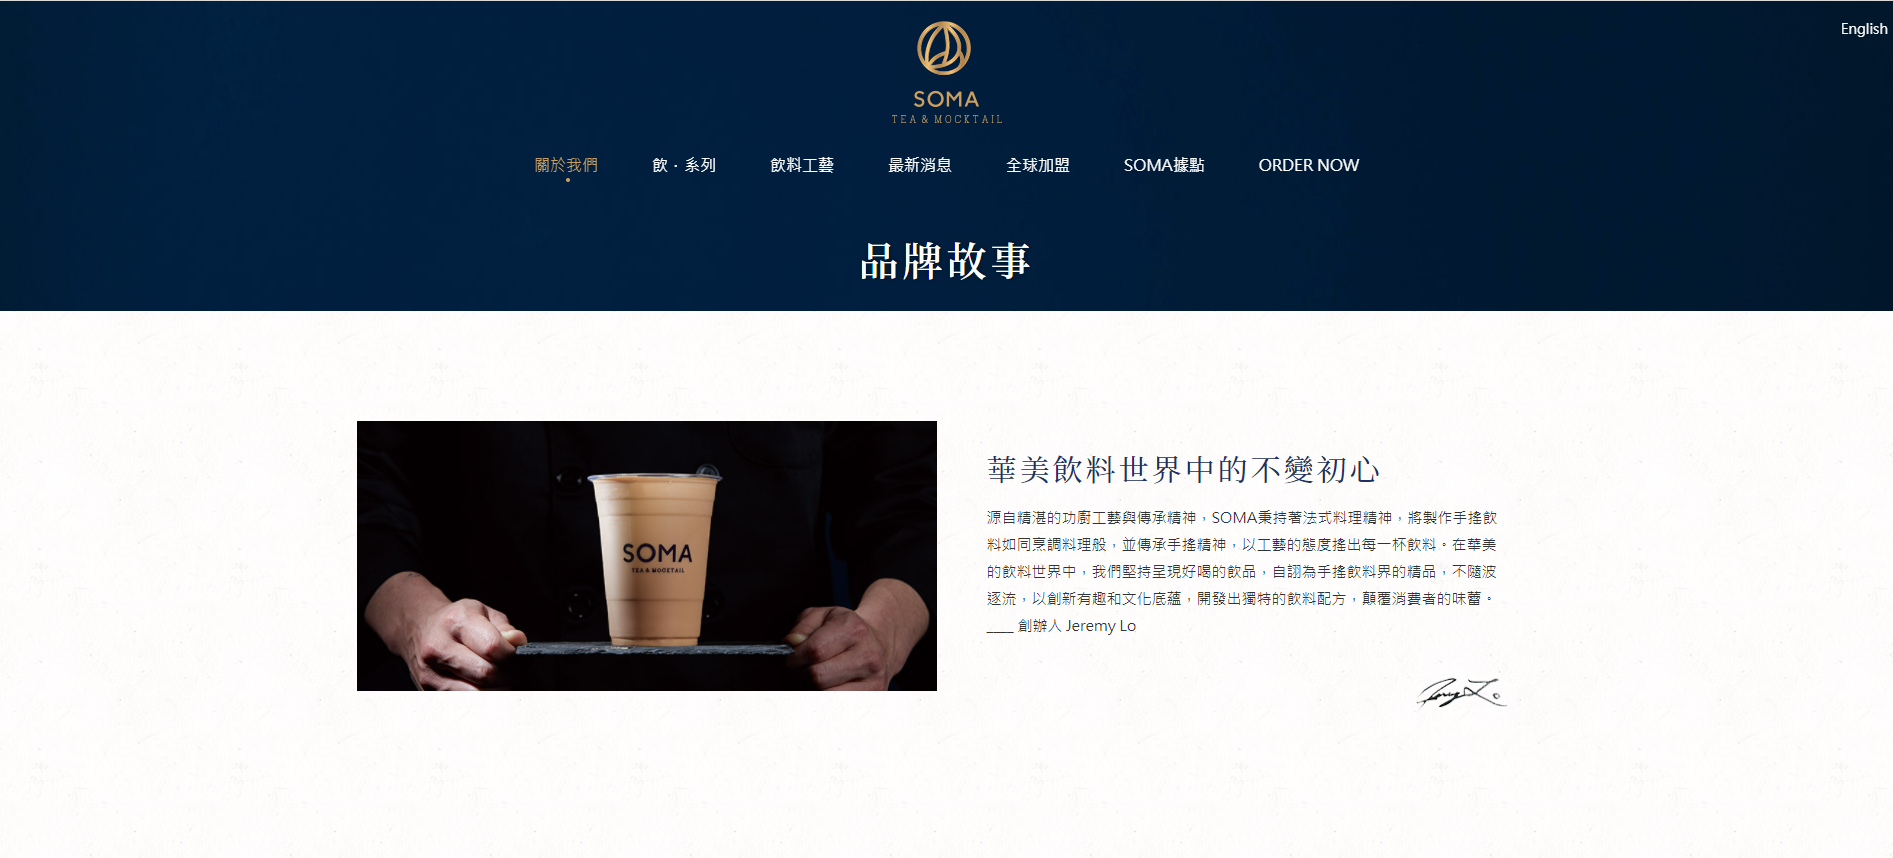 English
SOMA
TEA & MOCKTAIL
關於我們
飲・系列
飲料工藝
最新消息
全球加盟
SOMA據點
ORDER NOW
品牌故事
SOMA
TEA & MOCKTAIL
華美飲料世界中的不變初心
源自精湛的功廚工藝與傳承精神，SOMA秉持著法式料理精神，將製作手搖飲
料如同烹調料理般，並傳承手搖精神，以工藝的態度搖出每一杯飲料。在華美
的飲料世界中，我們堅持呈現好喝的飲品，自詡為手搖飲料界的精品，不隨波
逐流，以創新有趣和文化底蘊，開發出獨特的飲料配方，顛覆消費者的味蕾。
____ 創辦人 Jeremy Lo